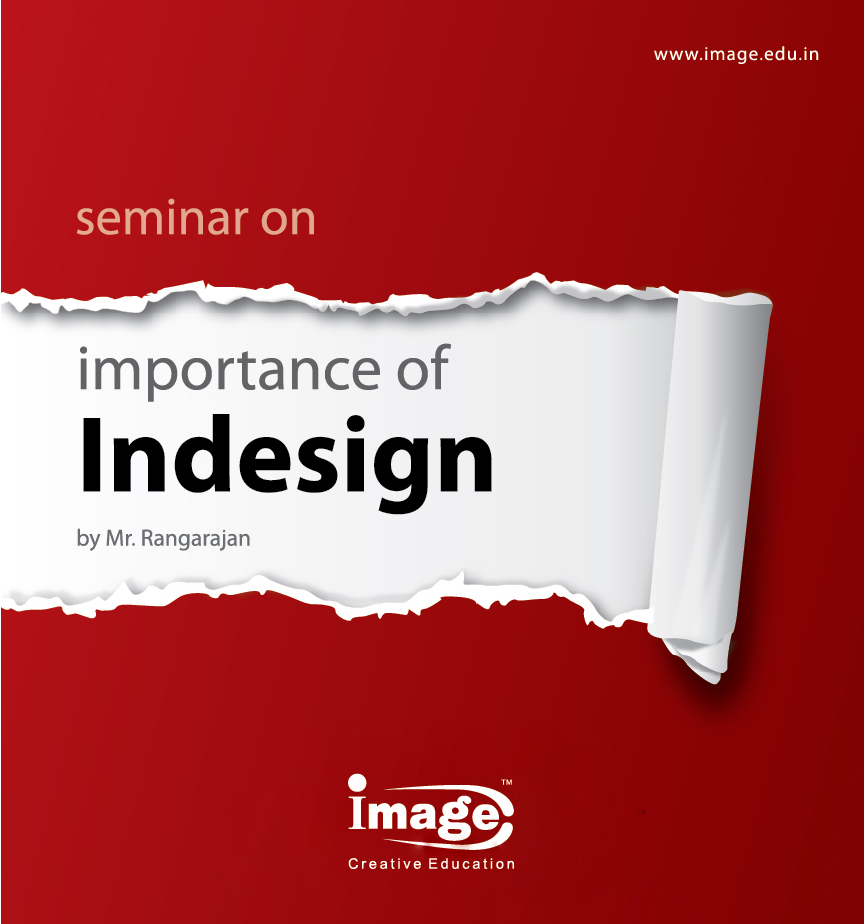 www.image.edu.in
seminar on
importance of
Indesign
by Mr. Rangarajan
image™
Creative Education